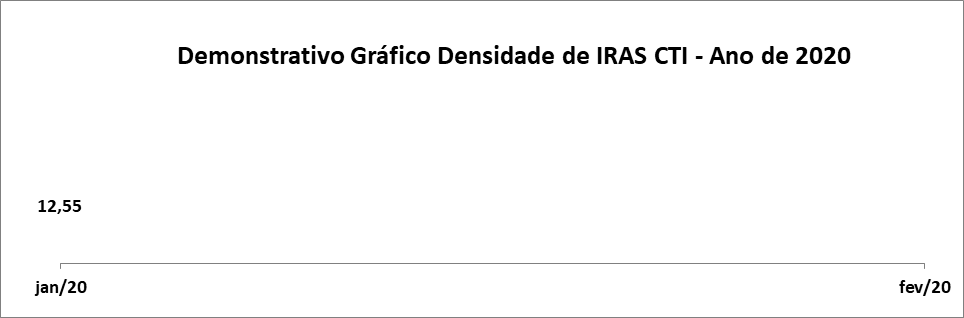 Demonstrativo Gráfico Densidade de IRAS CTI - Ano de 2020
12,55
jan/20 fev/20